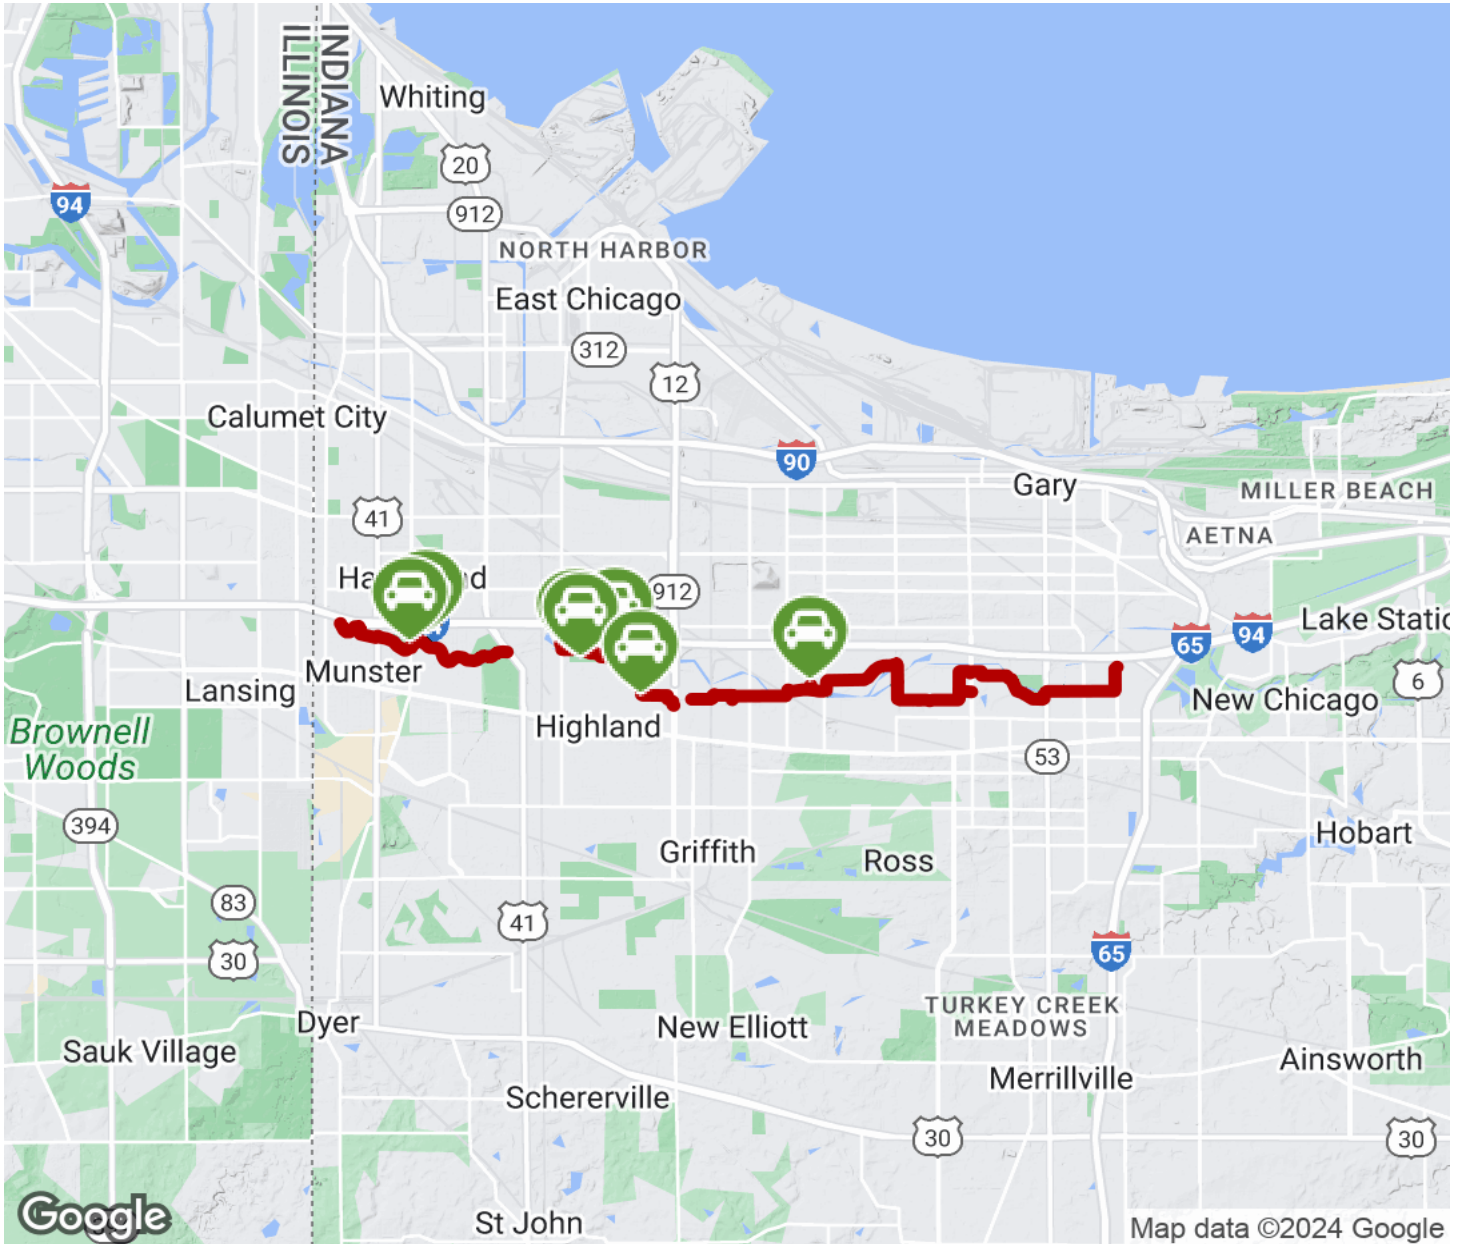 INDIANA
ILLINOIS
Whiting
20
94
912
NORTH HARBOR
East Chicago
312
12
Calumet City
90
Gary
MILLER BEACH
41
AETNA
912
Lake Static
65
94
Munster
Lansing
6
New Chicago
Highland
Brownell
Woods
53
394
Hobart
Griffith
Ross
83
41
30
65
TURKEY CREEK
MEADOWS
Dyer
New Elliott
Sauk Village
Ainsworth
Merrillville
Schererville
30
30
Google
St John
Map data ©2024 Google